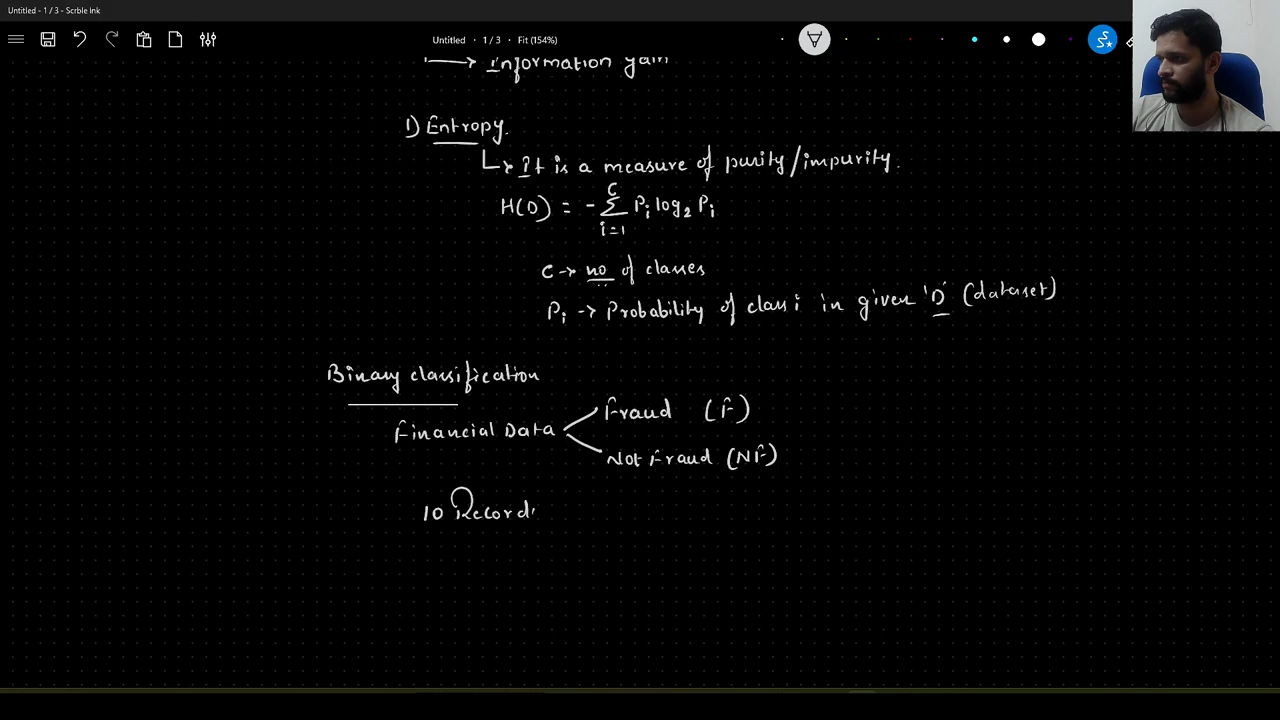 Untitled - 1 / 3 - Scrble Ink
Untitled • 1 / 3 • Fit (154%)
Information gain
1) Entropy.
It is a measure of purity/impurity.
H(D) = - C Σ i=1 Pi log2 Pi
C → no of classes
Pi → Probability of class i in given 'D' (dataset)
Binary classification
Financial Data
Fraud (F)
Not Fraud (NF)
10 Record